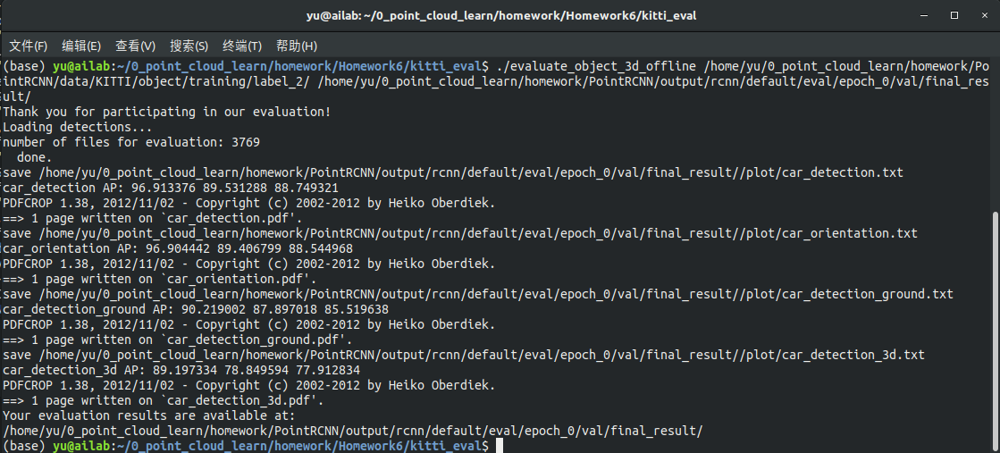 yu@ailab: ~/0_point_cloud_learn/homework/Homework6/kitti_eval
文件(F) 编辑(E) 查看(V) 搜索(S) 终端(T) 帮助(H)
(base) yu@ailab:~/0_point_cloud_learn/homework/Homework6/kitti_eval$ ./evaluate_object_3d_offline /home/yu/0_point_cloud_learn/homework/Po
intRCNN/data/KITTI/object/training/label_2/ /home/yu/0_point_cloud_learn/homework/PointRCNN/output/rcnn/default/eval/epoch_0/val/final_res
ult/
Thank you for participating in our evaluation!
Loading detections...
number of files for evaluation: 3769
  done.
save /home/yu/0_point_cloud_learn/homework/PointRCNN/output/rcnn/default/eval/epoch_0/val/final_result//plot/car_detection.txt
car_detection AP: 96.913376 89.531288 88.749321
PDFCROP 1.38, 2012/11/02 - Copyright (c) 2002-2012 by Heiko Oberdiek.
==> 1 page written on `car_detection.pdf'.
save /home/yu/0_point_cloud_learn/homework/PointRCNN/output/rcnn/default/eval/epoch_0/val/final_result//plot/car_orientation.txt
car_orientation AP: 96.904442 89.406799 88.544968
PDFCROP 1.38, 2012/11/02 - Copyright (c) 2002-2012 by Heiko Oberdiek.
==> 1 page written on `car_orientation.pdf'.
save /home/yu/0_point_cloud_learn/homework/PointRCNN/output/rcnn/default/eval/epoch_0/val/final_result//plot/car_detection_ground.txt
car_detection_ground AP: 90.219002 87.897018 85.519638
PDFCROP 1.38, 2012/11/02 - Copyright (c) 2002-2012 by Heiko Oberdiek.
==> 1 page written on `car_detection_ground.pdf'.
save /home/yu/0_point_cloud_learn/homework/PointRCNN/output/rcnn/default/eval/epoch_0/val/final_result//plot/car_detection_3d.txt
car_detection_3d AP: 89.197334 78.849594 77.912834
PDFCROP 1.38, 2012/11/02 - Copyright (c) 2002-2012 by Heiko Oberdiek.
==> 1 page written on `car_detection_3d.pdf'.
Your evaluation results are available at:
/home/yu/0_point_cloud_learn/homework/PointRCNN/output/rcnn/default/eval/epoch_0/val/final_result/
(base) yu@ailab:~/0_point_cloud_learn/homework/Homework6/kitti_eval$